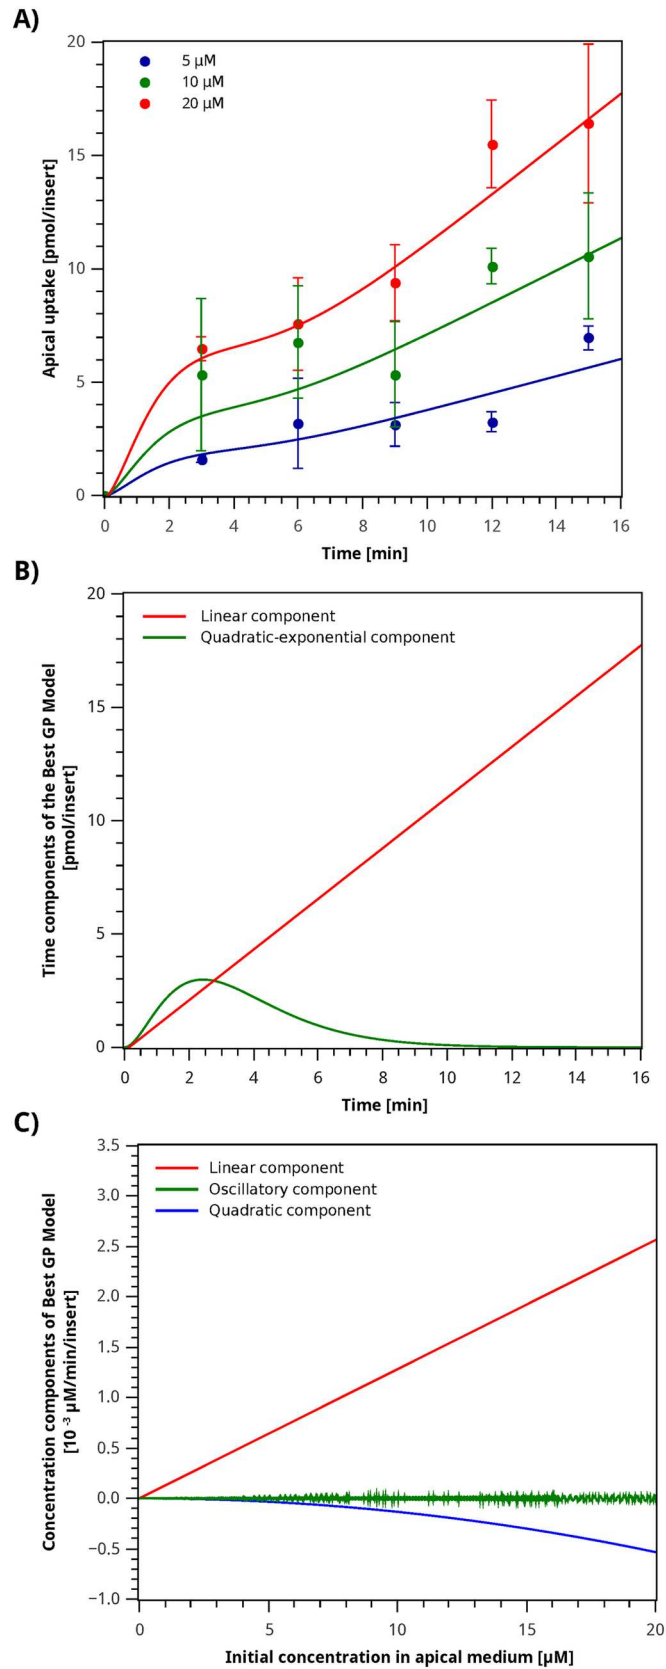 A)
20
15
10
5
0
Apical uptake [pmol/insert]
5 µM
10 µM
20 µM
0 2 4 6 8 10 12 14 16
Time [min]
B)
20
15
10
5
0
Time components of the Best GP Model
[pmol/insert]
Linear component
Quadratic-exponential component
0 2 4 6 8 10 12 14 16
Time [min]
C)
3.5
3.0
2.5
2.0
1.5
1.0
0.5
0.0
−0.5
−1.0
Concentration components of Best GP Model
[10 ⁻³ µM/min/insert]
Linear component
Oscillatory component
Quadratic component
0 5 10 15 20
Initial concentration in apical medium [µM]